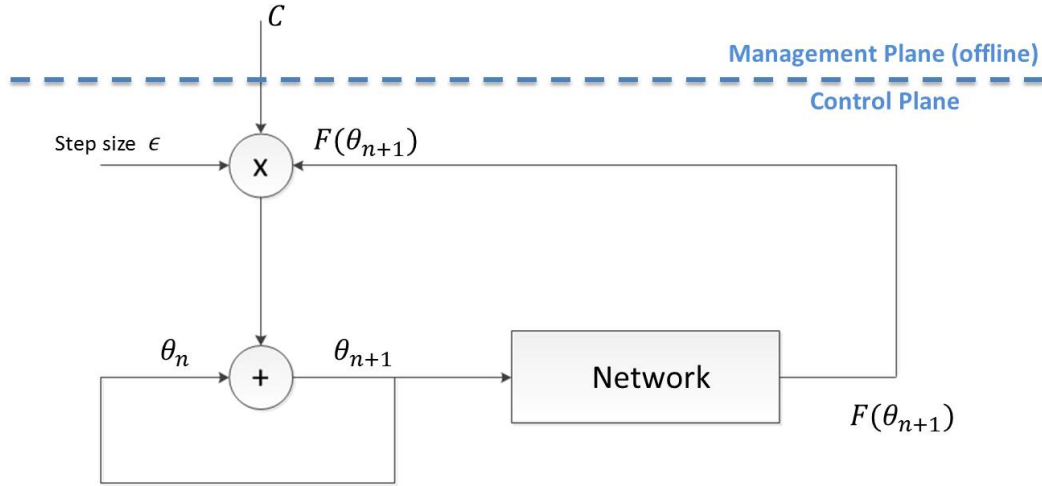 C
Management Plane (offline)
Control Plane
Step size ϵ
F(θₙ₊₁)
x
θₙ
+
θₙ₊₁
Network
F(θₙ₊₁)